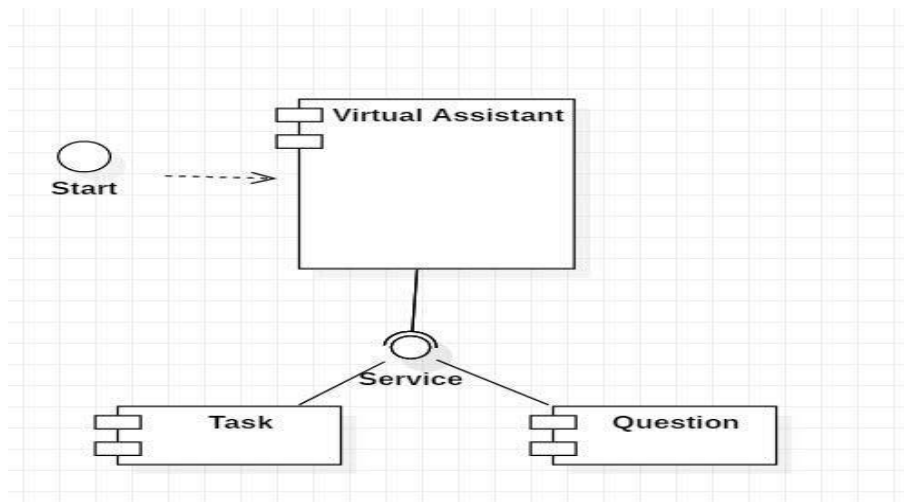 Virtual Assistant
Start
Service
Task
Question